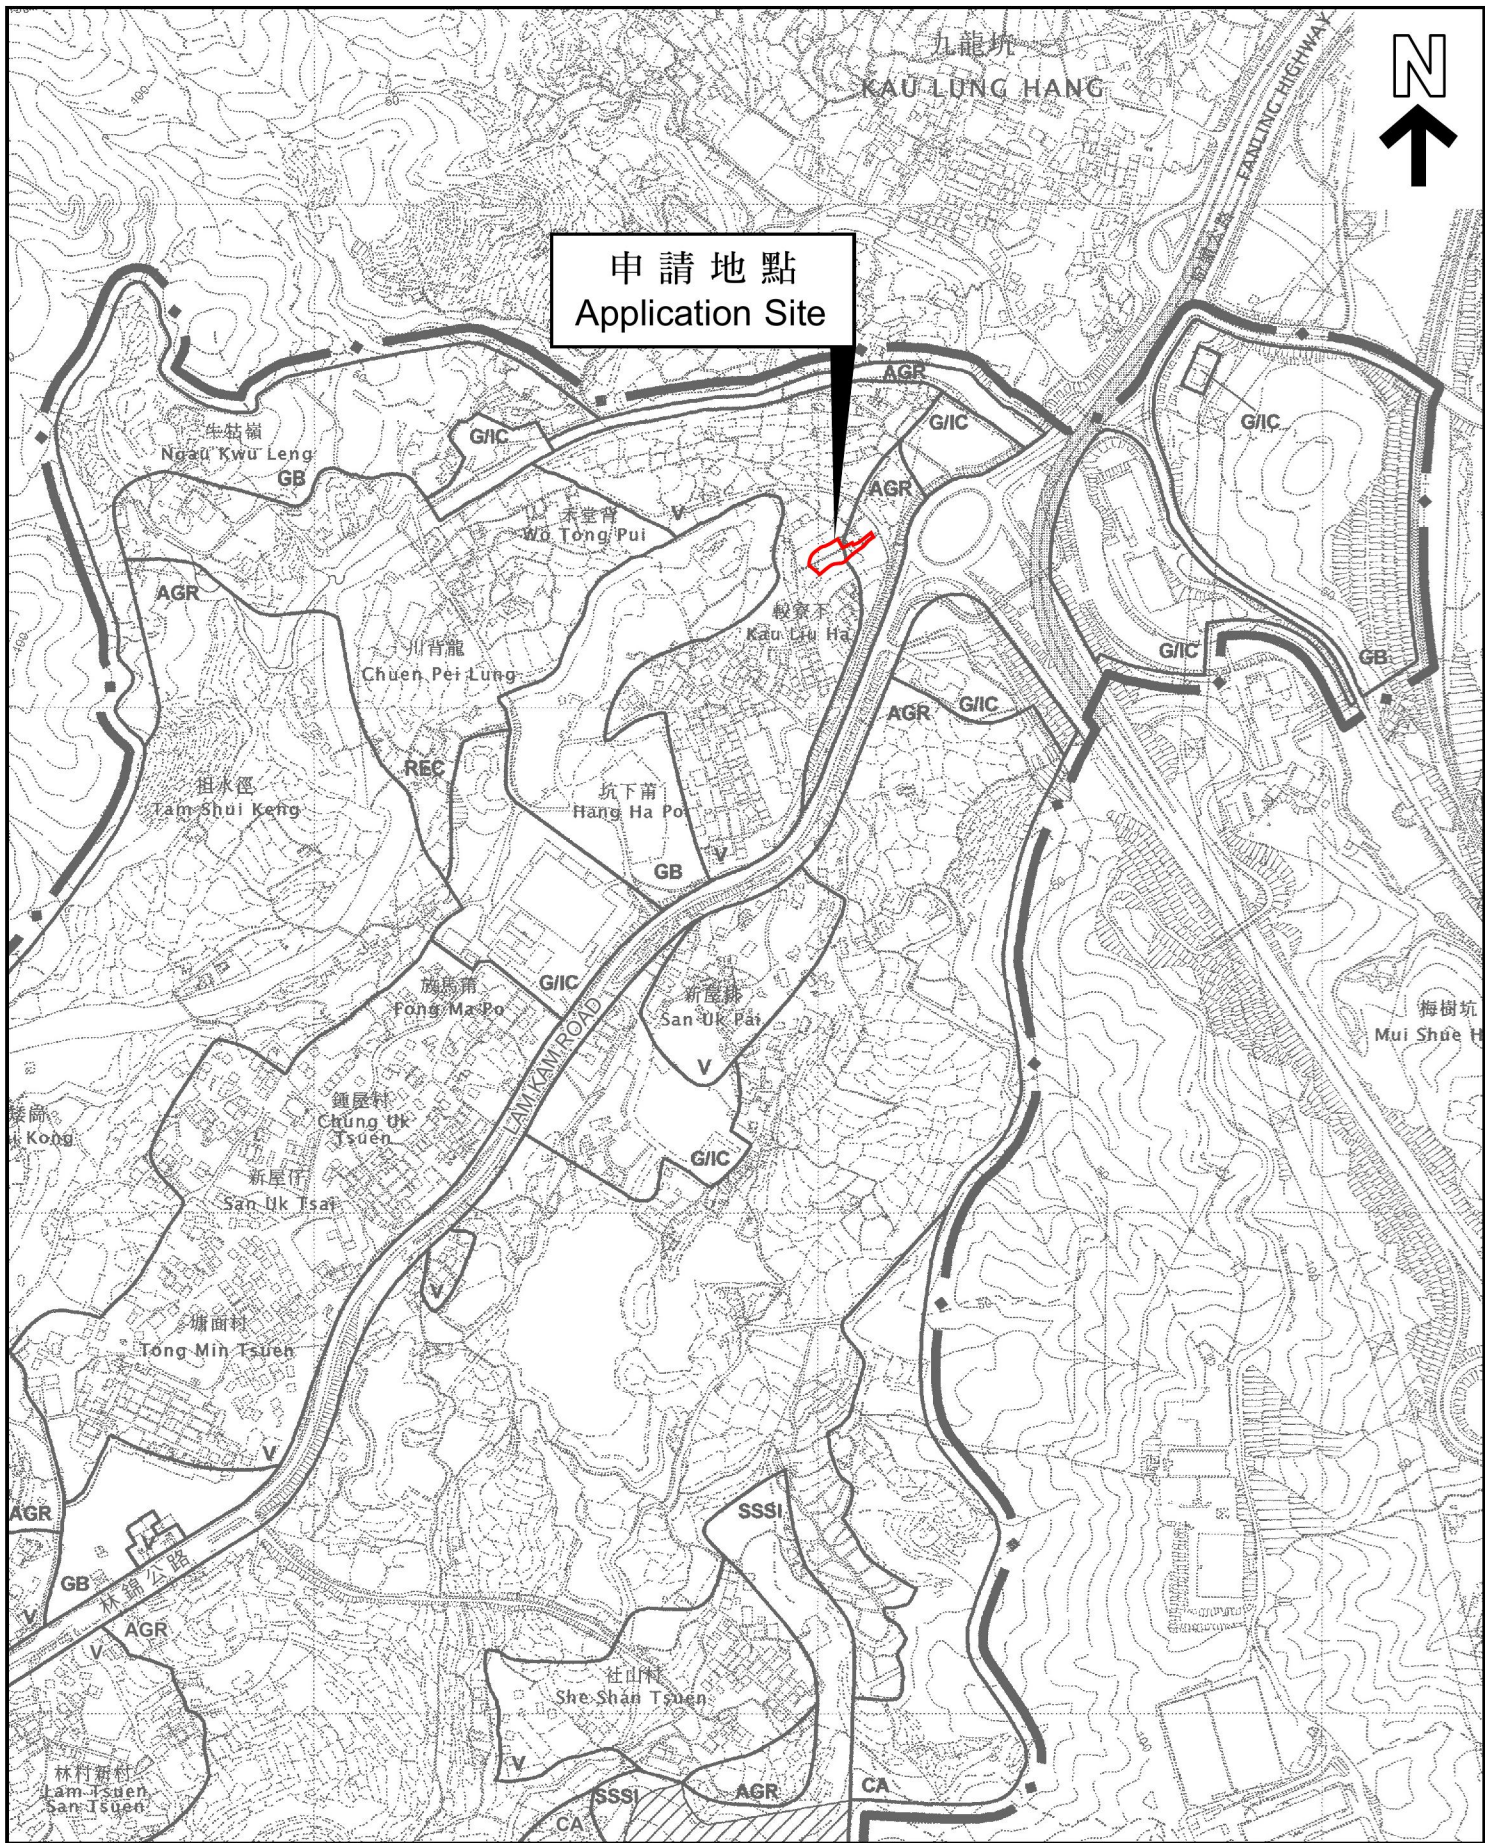 九龍坑
KAU LUNG HANG
N
FANLING HIGHWAY
粉嶺公路
申請地點
Application Site
AGR
G/IC
G/IC
G/IC
牛牯嶺
Ngau Kwu Leng
GB
AGR
禾堂背
Wo Tong Pui
V
AGR
較寮下
Kau Liu Ha
川背龍
Chuen Pei Lung
G/IC
GB
AGR
G/IC
REC
担水徑
Tam Shui Keng
坑下莆
Hang Ha Po
GB
V
放馬莆
Fong Ma Po
G/IC
新屋排
San Uk Pai
V
LAM KAM ROAD
梅樹坑
Mui Shue H
鍾屋村
Chung Uk
Tsuen
i Kong
G/IC
新屋仔
San Uk Tsai
V
塘面村
Tong Min Tsuen
V
AGR
SSSI
GB
林錦公路
V
AGR
V
社山村
She Shan Tsuen
V
林村新村
Lam Tsuen
San Tsuen
SSSI
AGR
CA
CA